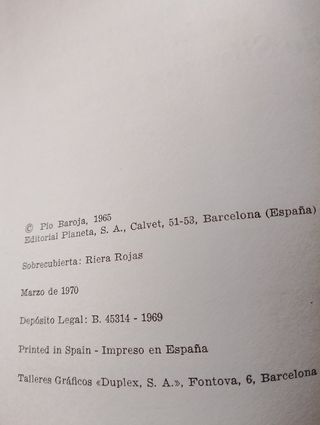 © Pío Baroja, 1965
Editorial Planeta, S. A., Calvet, 51-53, Barcelona (España)
Sobrecubierta: Riera Rojas
Marzo de 1970
Depósito Legal: B. 45314 - 1969
Printed in Spain - Impreso en España
Talleres Gráficos «Duplex, S. A.», Fontova, 6, Barcelona